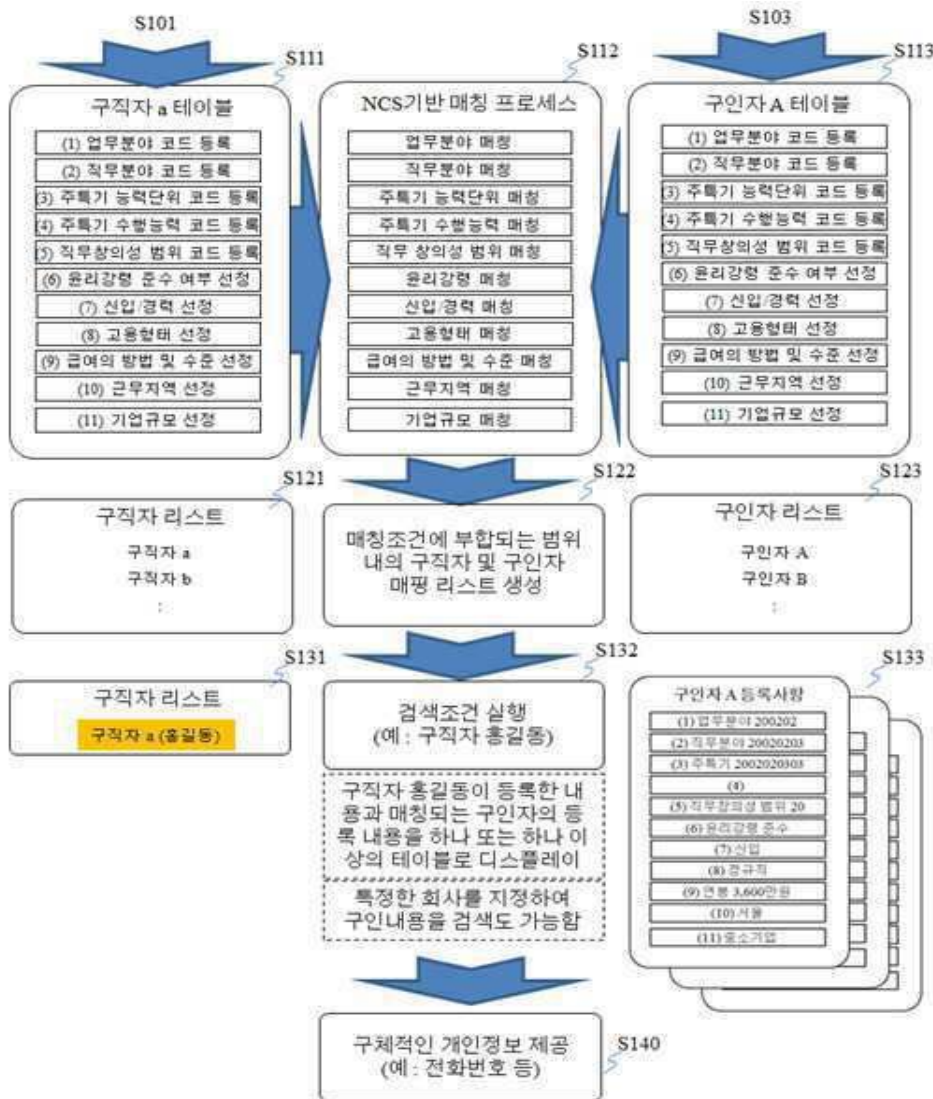 S101
S103
S111
S112
S113
구직자 a 테이블
(1) 업무분야 코드 등록
(2) 직무분야 코드 등록
(3) 주특기 능력단위 코드 등록
(4) 주특기 수행능력 코드 등록
(5) 직무창의성 범위 코드 등록
(6) 윤리강령 준수 여부 선정
(7) 신입/경력 선정
(8) 고용형태 선정
(9) 급여의 방법 및 수준 선정
(10) 근무지역 선정
(11) 기업규모 선정
NCS기반 매칭 프로세스
업무분야 매칭
직무분야 매칭
주특기 능력단위 매칭
주특기 수행능력 매칭
직무 창의성 범위 매칭
윤리강령 매칭
신입/경력 매칭
고용형태 매칭
급여의 방법 및 수준 매칭
근무지역 매칭
기업규모 매칭
구인자 A 테이블
(1) 업무분야 코드 등록
(2) 직무분야 코드 등록
(3) 주특기 능력단위 코드 등록
(4) 주특기 수행능력 코드 등록
(5) 직무창의성 범위 코드 등록
(6) 윤리강령 준수 여부 선정
(7) 신입/경력 선정
(8) 고용형태 선정
(9) 급여의 방법 및 수준 선정
(10) 근무지역 선정
(11) 기업규모 선정
S121
S122
S123
구직자 리스트
구직자 a
구직자 b
:
매칭조건에 부합되는 범위
내의 구직자 및 구인자
매핑 리스트 생성
구인자 리스트
구인자 A
구인자 B
:
S131
S132
S133
구직자 리스트
구직자 a (홍길동)
검색조건 실행
(예 : 구직자 홍길동)
구직자 홍길동이 등록한 내
용과 매칭되는 구인자의 등
록 내용을 하나 또는 하나 이
상의 테이블로 디스플레이
특정한 회사를 지정하여
구인내용을 검색도 가능함
구인자 A 등록사항
(1) 업무분야 200202
(2) 직무분야 20020203
(3) 주특기 2002020303
(4)
(5) 직무창의성 범위 20
(6) 윤리강령 준수
(7) 신입
(8) 정규직
(9) 연봉 3,600만원
(10) 서울
(11) 중소기업
S140
구체적인 개인정보 제공
(예 : 전화번호 등)